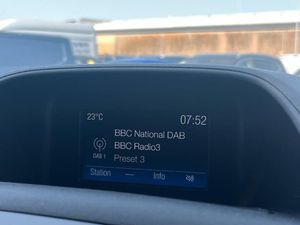 23°C 07:52
BBC National DAB
BBC Radio3
DAB 1 Preset 3
Station — Info